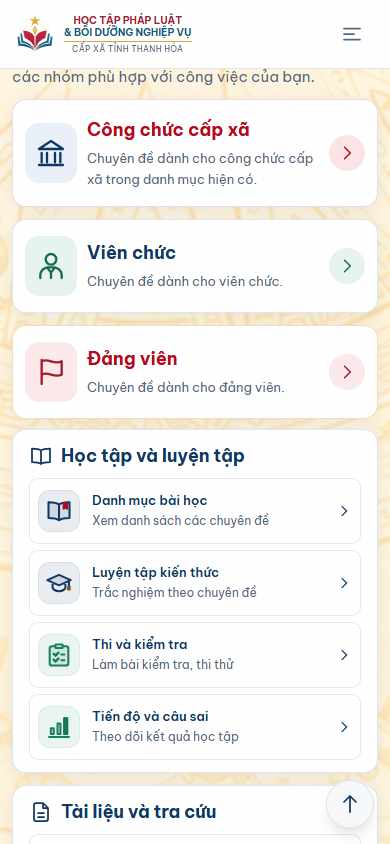 HỌC TẬP PHÁP LUẬT
& BỒI DƯỠNG NGHIỆP VỤ
CẤP XÃ TỈNH THANH HÓA
các nhóm phù hợp với công việc của bạn.
Công chức cấp xã
Chuyên đề dành cho công chức cấp
xã trong danh mục hiện có.
Viên chức
Chuyên đề dành cho viên chức.
Đảng viên
Chuyên đề dành cho đảng viên.
Học tập và luyện tập
Danh mục bài học
Xem danh sách các chuyên đề
Luyện tập kiến thức
Trắc nghiệm theo chuyên đề
Thi và kiểm tra
Làm bài kiểm tra, thi thử
Tiến độ và câu sai
Theo dõi kết quả học tập
Tài liệu và tra cứu